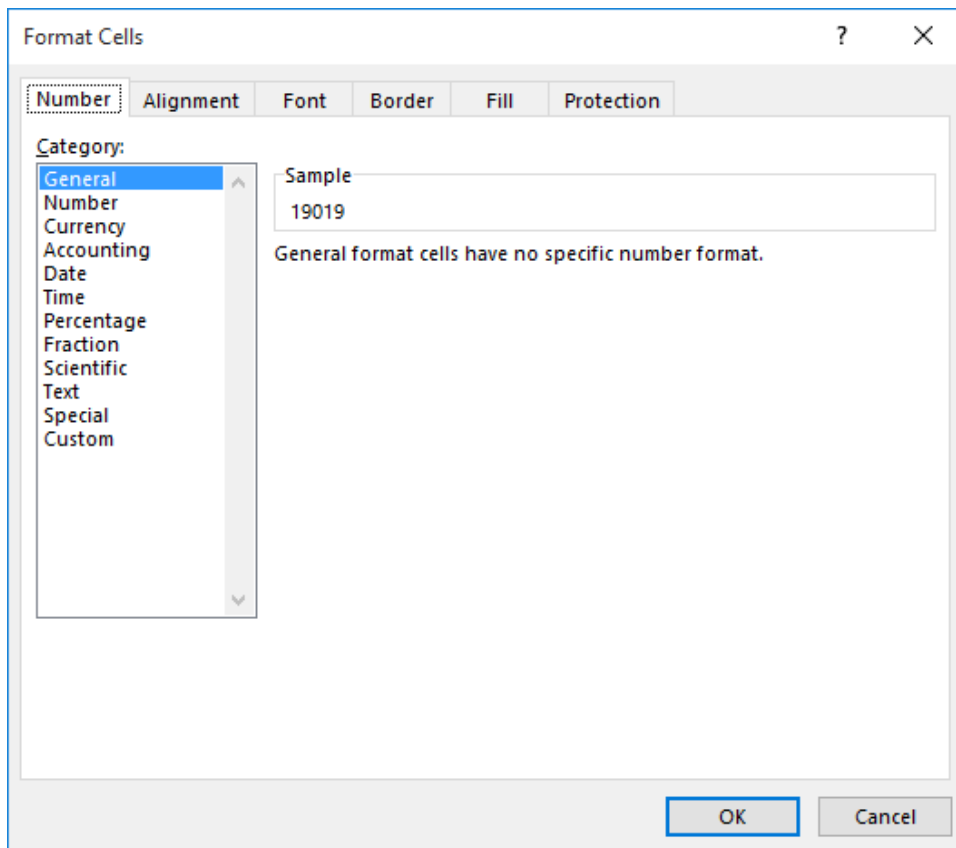 Format Cells ?
Number Alignment Font Border Fill Protection
Category:
General
Number
Currency
Accounting
Date
Time
Percentage
Fraction
Scientific
Text
Special
Custom
Sample
19019
General format cells have no specific number format.
OK Cancel